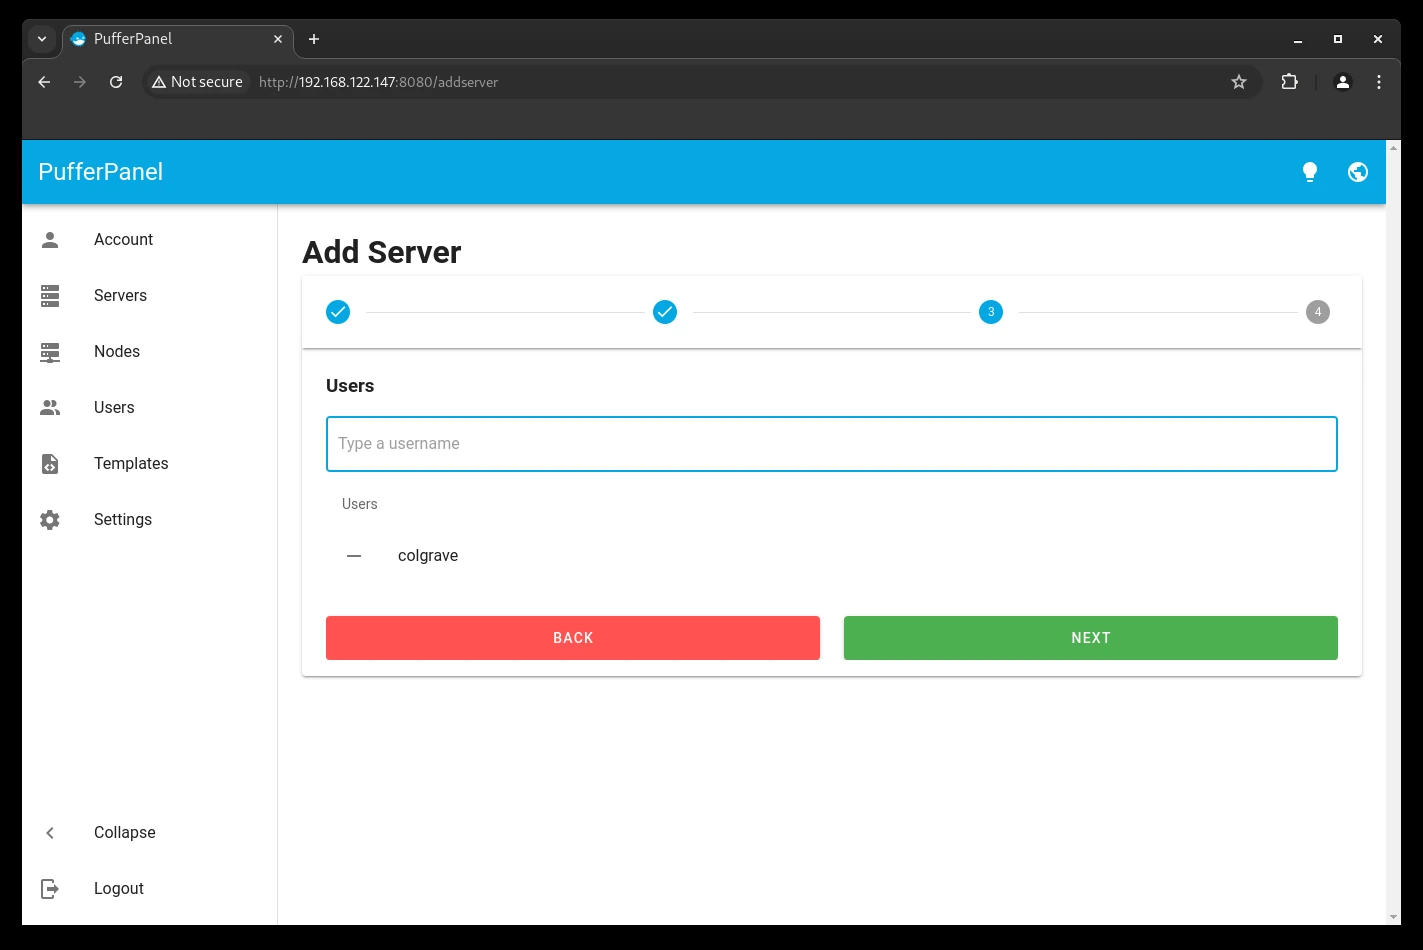 PufferPanel
Not secure http://192.168.122.147:8080/addserver
PufferPanel
Account
Servers
Nodes
Users
Templates
Settings
Collapse
Logout
Add Server
3
4
Users
Type a username
Users
colgrave
BACK
NEXT